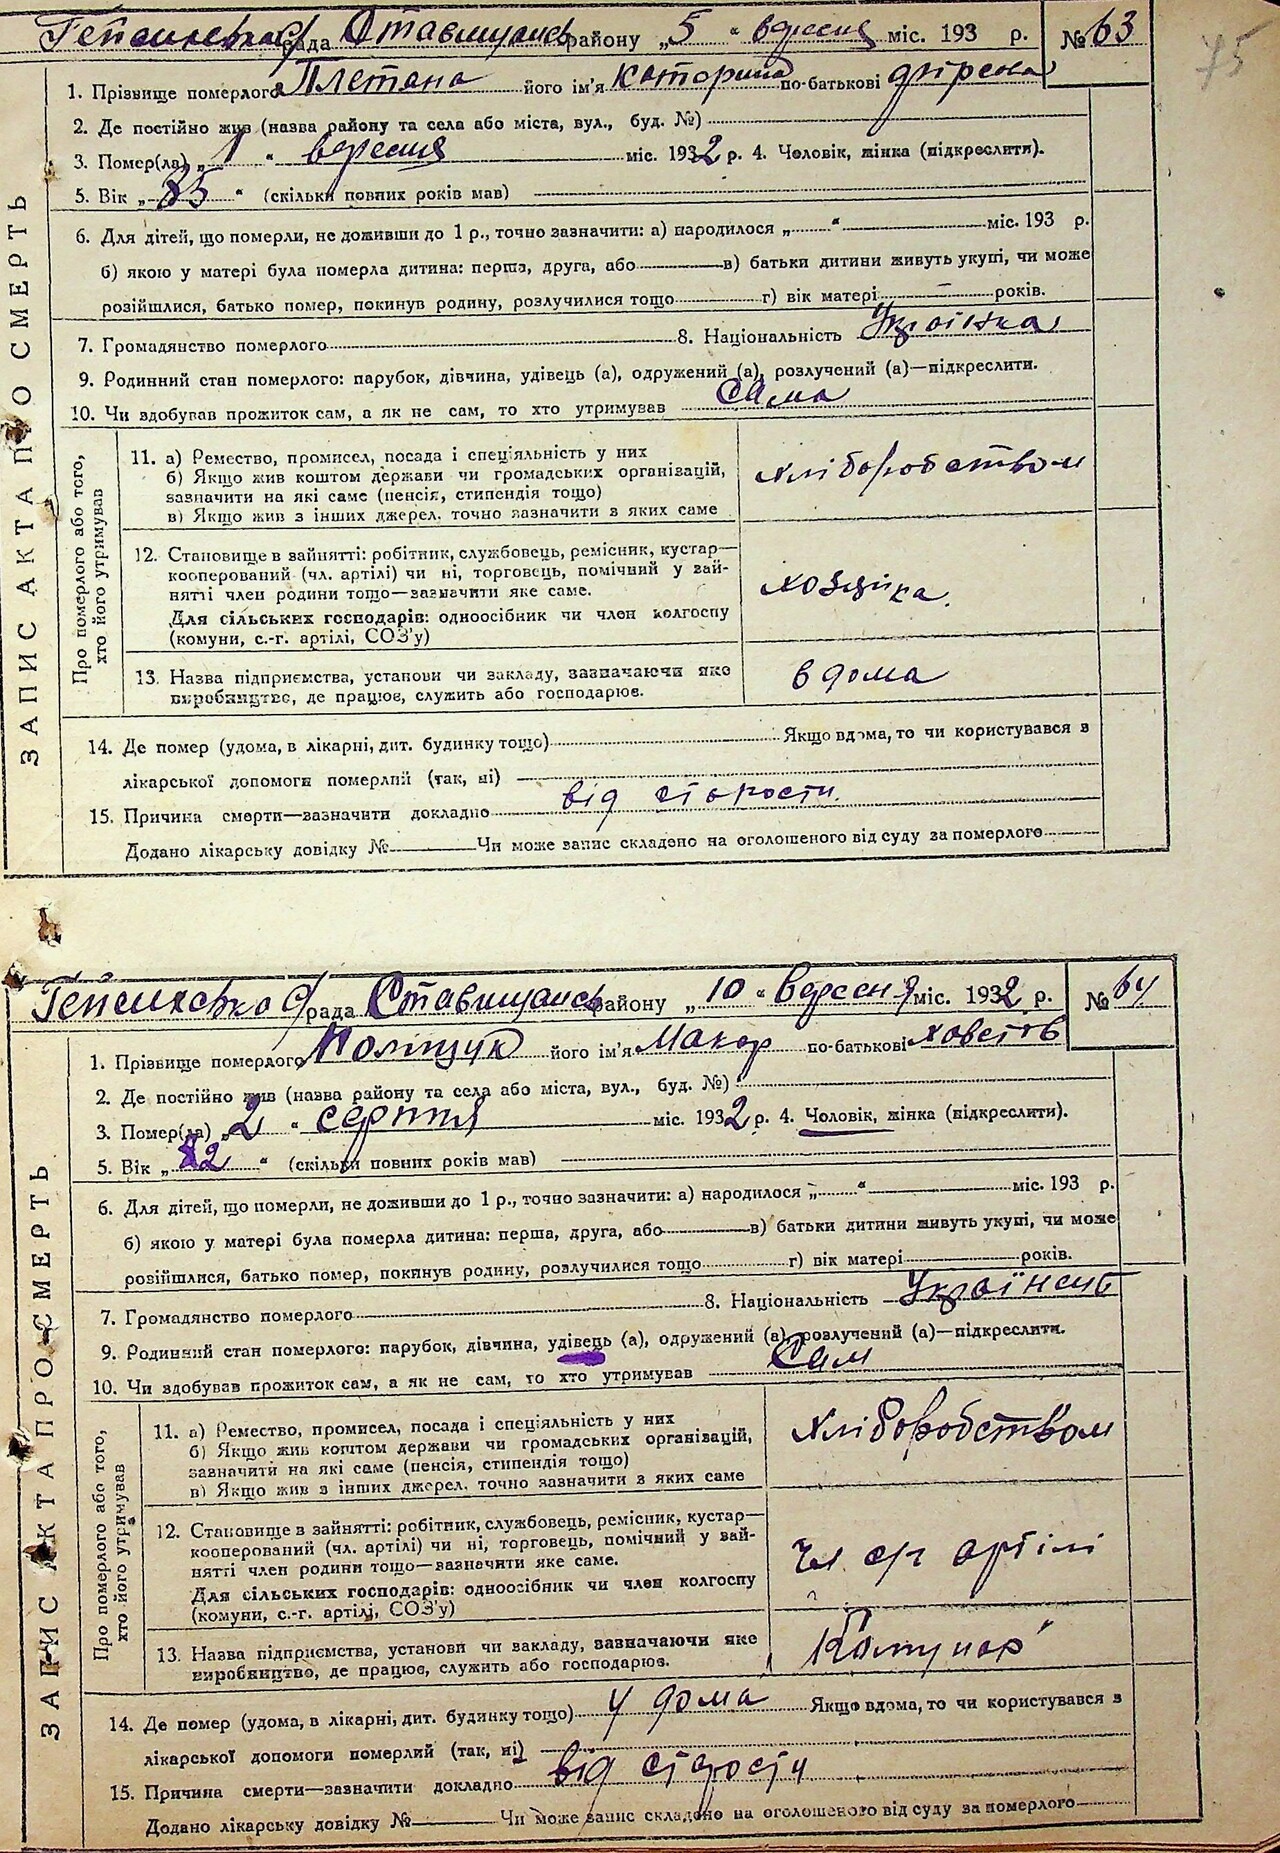 рада району „5“ вересня міс. 193 р. № 63
75
1. Прізвище померлого Плетана його ім'я Каторина по-батькові
2. Де постійно жив (назва району та села або міста, вул., буд. №)
3. Помер(ла) „1“ вересня міс. 1932 р. 4. Чоловік, жінка (підкреслити).
5. Вік „85“ (скільки повних років мав)
6. Для дітей, що померли, не доживши до 1 р., точно зазначити: а) народилося „ “ міс. 193 р.
б) якою у матері була померла дитина: перша, друга, або в) батьки дитини живуть укупі, чи може
розійшлися, батько помер, покинув родину, розлучилися тощо г) вік матері років.
7. Громадянство померлого 8. Національність Українка
9. Родинний стан померлого: парубок, дівчина, удівець (а), одружений (а), розлучений (а)—підкреслити.
10. Чи здобував прожиток сам, а як не сам, то хто утримував Сама
ЗАПИС АКТА ПРО СМЕРТЬ
Про померлого або того,
хто його утримував
11. а) Ремество, промисел, посада і спеціяльність у них
б) Якщо жив коштом держави чи громадських організацій,
зазначити на які саме (пенсія, стипендія тощо)
в) Якщо жив з інших джерел, точно зазначити з яких саме
хліборобством
12. Становище в зайнятті: робітник, службовець, ремісник, кустар—
кооперований (чл. артілі) чи ні, торговець, помічний у зай-
нятті член родини тощо—зазначити яке саме.
Для сільських господарів: одноосібник чи член колгоспу
(комуни, с.-г. артілі, СОЗ'у)
13. Назва підприємства, установи чи закладу, зазначаючи яке
виробництво, де працює, служить або господарює.
в дома
14. Де помер (удома, в лікарні, дит. будинку тощо) Якщо вдома, то чи користувався з
лікарської допомоги померлий (так, ні)
15. Причина смерти—зазначити докладно від старости.
Додано лікарську довідку № Чи може запис складено на оголошеного від суду за померлого
рада району „10“ Вересня міс. 1932 р. № 64
1. Прізвище померлого Поліщук його ім'я Макар по-батькові
2. Де постійно жив (назва району та села або міста, вул., буд. №)
3. Помер(ла) „2“ серпня міс. 1932 р. 4. Чоловік, жінка (підкреслити).
5. Вік „82“ (скільки повних років мав)
6. Для дітей, що померли, не доживши до 1 р., точно зазначити: а) народилося „ “ міс. 193 р.
б) якою у матері була померла дитина: перша, друга, або в) батьки дитини живуть укупі, чи може
розійшлися, батько помер, покинув родину, розлучилися тощо г) вік матері років.
7. Громадянство померлого 8. Національність
9. Родинний стан померлого: парубок, дівчина, удівець (а), одружений (а), розлучений (а)—підкреслити.
10. Чи здобував прожиток сам, а як не сам, то хто утримував Сам
ЗАПИС АКТА ПРО СМЕРТЬ
Про померлого або того,
хто його утримував
11. а) Ремество, промисел, посада і спеціяльність у них
б) Якщо жив коштом держави чи громадських організацій,
зазначити на які саме (пенсія, стипендія тощо)
в) Якщо жив з інших джерел, точно зазначити з яких саме
Хліборобством
12. Становище в зайнятті: робітник, службовець, ремісник, кустар—
кооперований (чл. артілі) чи ні, торговець, помічний у зай-
нятті член родини тощо—зазначити яке саме.
Для сільських господарів: одноосібник чи член колгоспу
(комуни, с.-г. артілі, СОЗ'у)
Чл с/г артілі
13. Назва підприємства, установи чи закладу, зазначаючи яке
виробництво, де працює, служить або господарює.
14. Де помер (удома, в лікарні, дит. будинку тощо) у дома Якщо вдома, то чи користувався з
лікарської допомоги померлий (так, ні)
15. Причина смерти—зазначити докладно від старости
Додано лікарську довідку № Чи може запис складено на оголошеного від суду за померлого